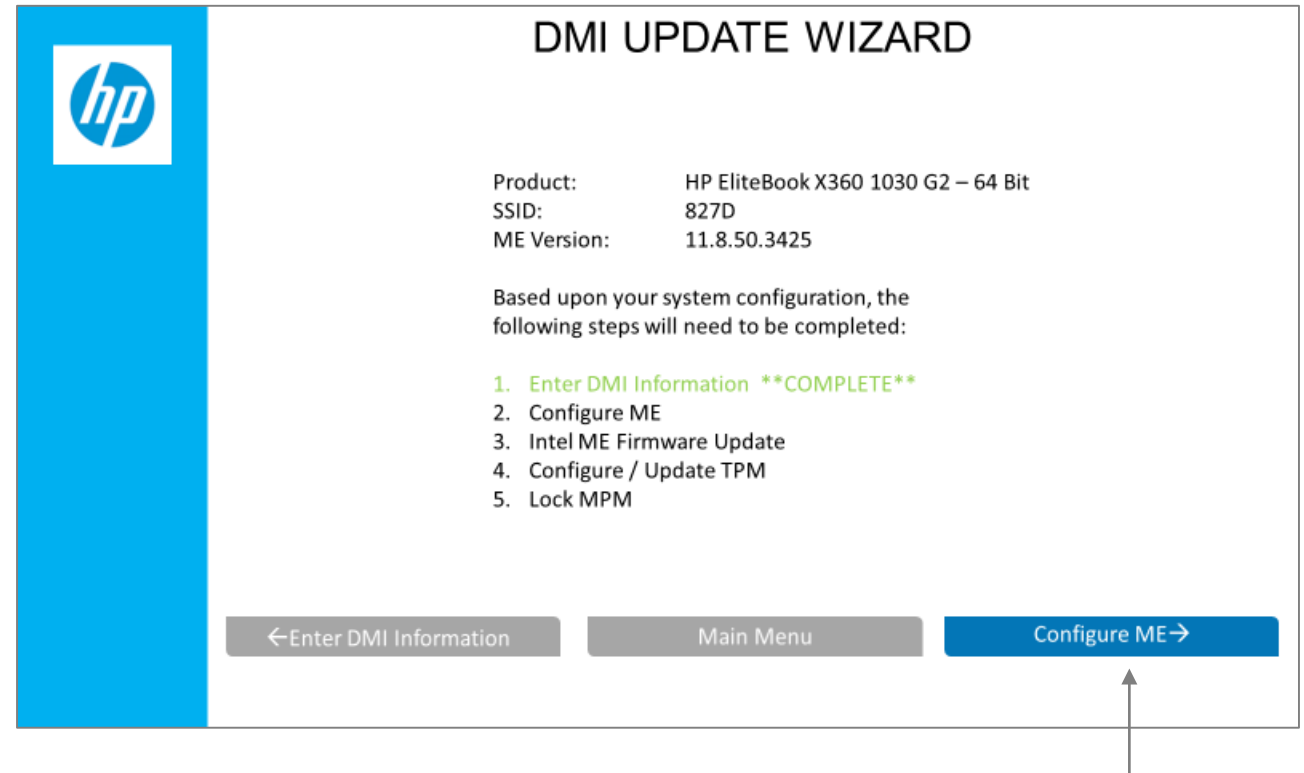 DMI UPDATE WIZARD
hp
Product: HP EliteBook X360 1030 G2 – 64 Bit
SSID: 827D
ME Version: 11.8.50.3425
Based upon your system configuration, the
following steps will need to be completed:
1. Enter DMI Information **COMPLETE**
2. Configure ME
3. Intel ME Firmware Update
4. Configure / Update TPM
5. Lock MPM
←Enter DMI Information
Main Menu
Configure ME→